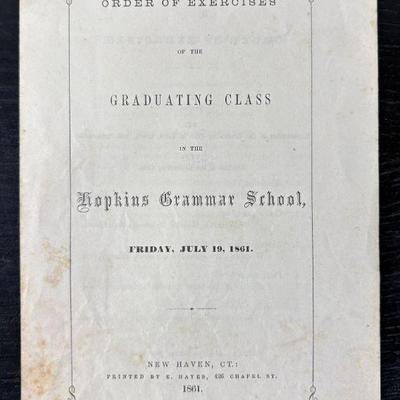 ORDER OF EXERCISES
OF THE
GRADUATING CLASS
IN THE
Hopkins Grammar School,
FRIDAY, JULY 19, 1861.
NEW HAVEN, CT.:
PRINTED BY E. HAYES, 426 CHAPEL ST.
1861.